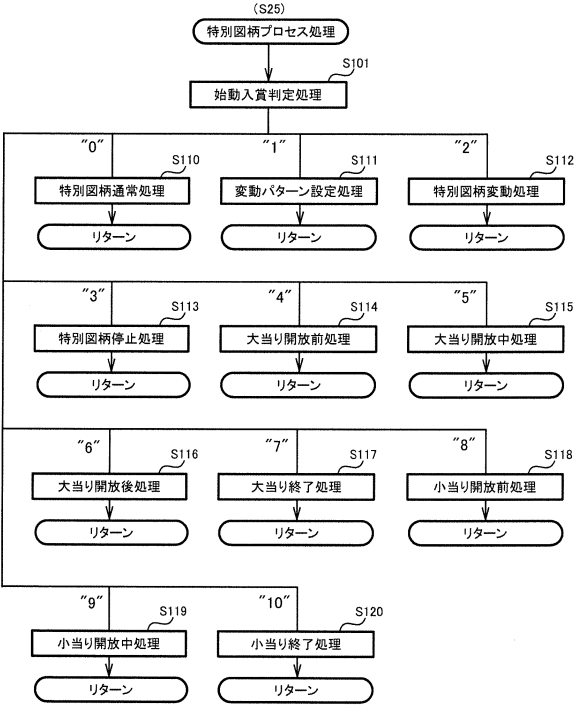 (S25)
特別図柄プロセス処理
S101
始動入賞判定処理
"0" "1" "2"
S110 S111 S112
特別図柄通常処理 変動パターン設定処理 特別図柄変動処理
リターン リターン リターン
"3" "4" "5"
S113 S114 S115
特別図柄停止処理 大当り開放前処理 大当り開放中処理
リターン リターン リターン
"6" "7" "8"
S116 S117 S118
大当り開放後処理 大当り終了処理 小当り開放前処理
リターン リターン リターン
"9" "10"
S119 S120
小当り開放中処理 小当り終了処理
リターン リターン